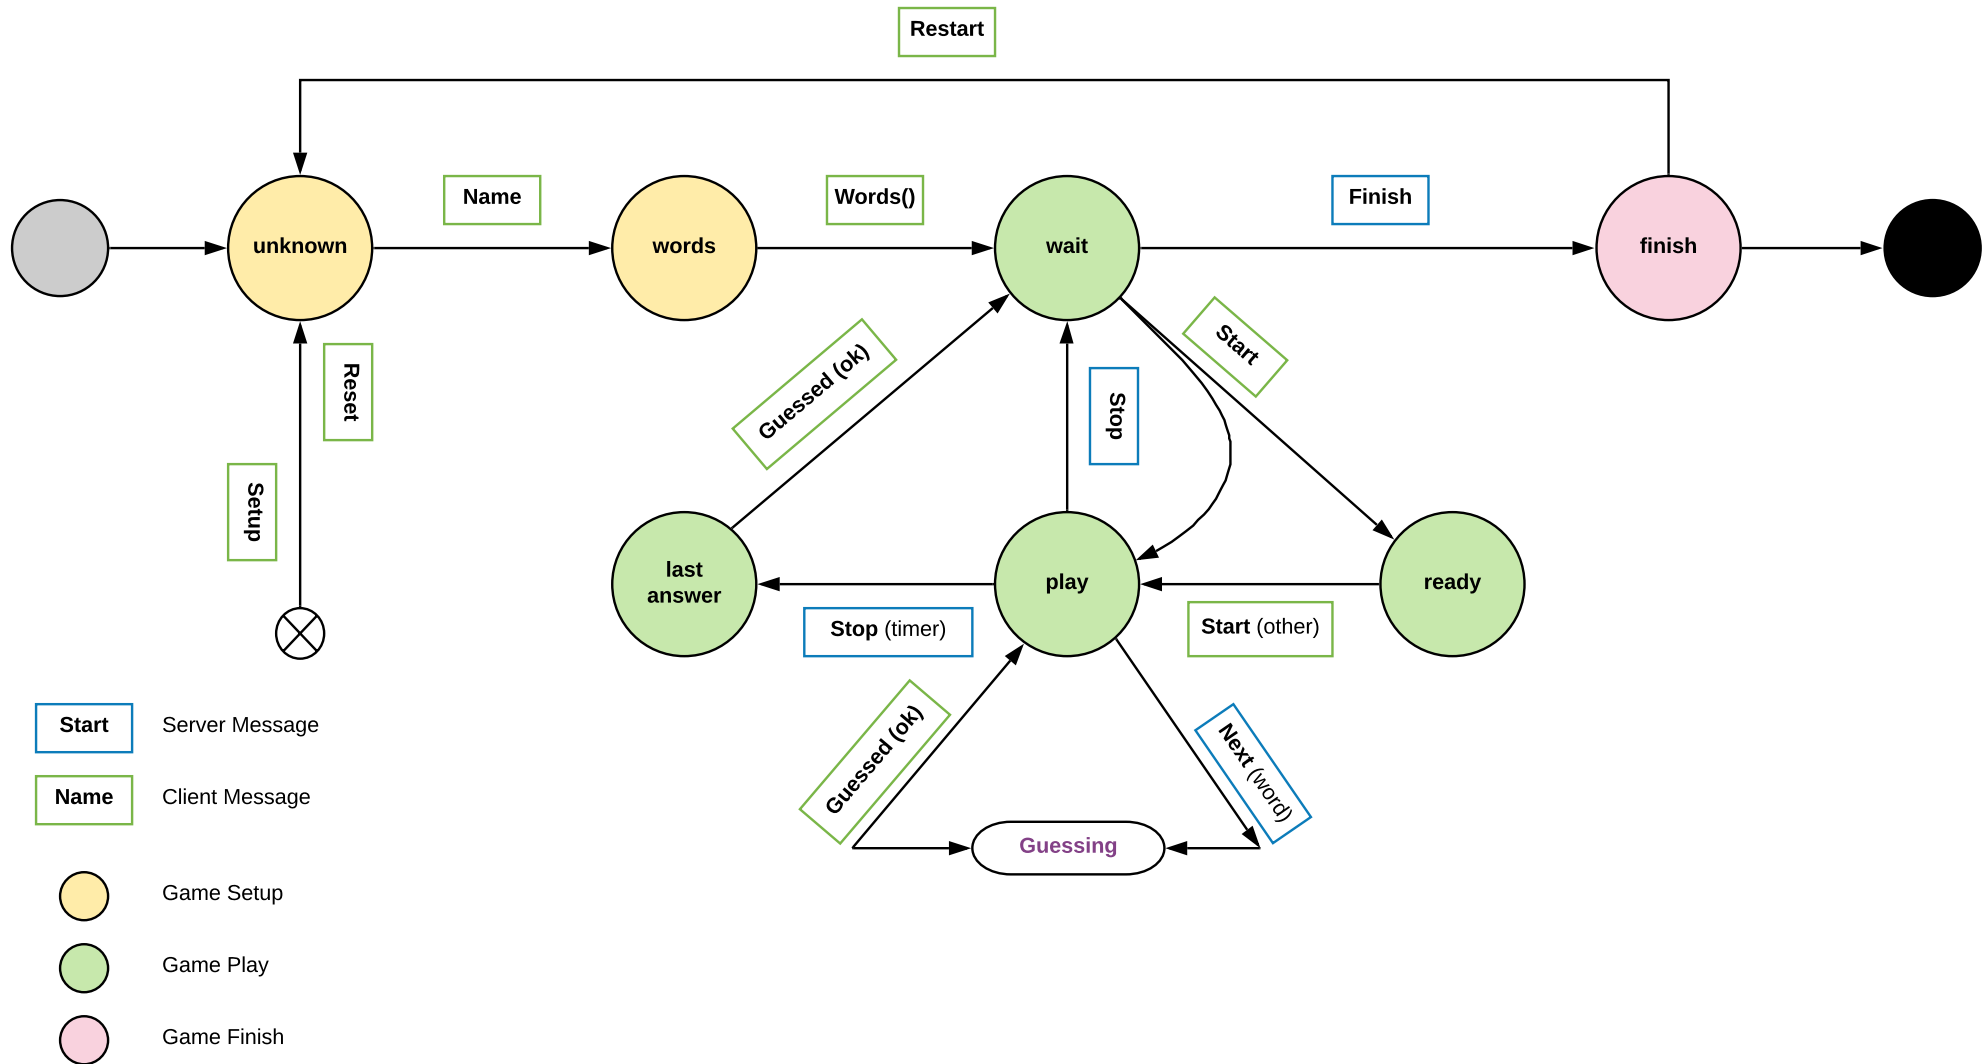 Restart
Name
Words()
Finish
unknown
words
wait
finish
Reset
Setup
Guessed (ok)
Stop
Start
last
answer
play
ready
Stop (timer)
Start (other)
Guessed (ok)
Next (word)
Guessing
Start
Server Message
Name
Client Message
Game Setup
Game Play
Game Finish